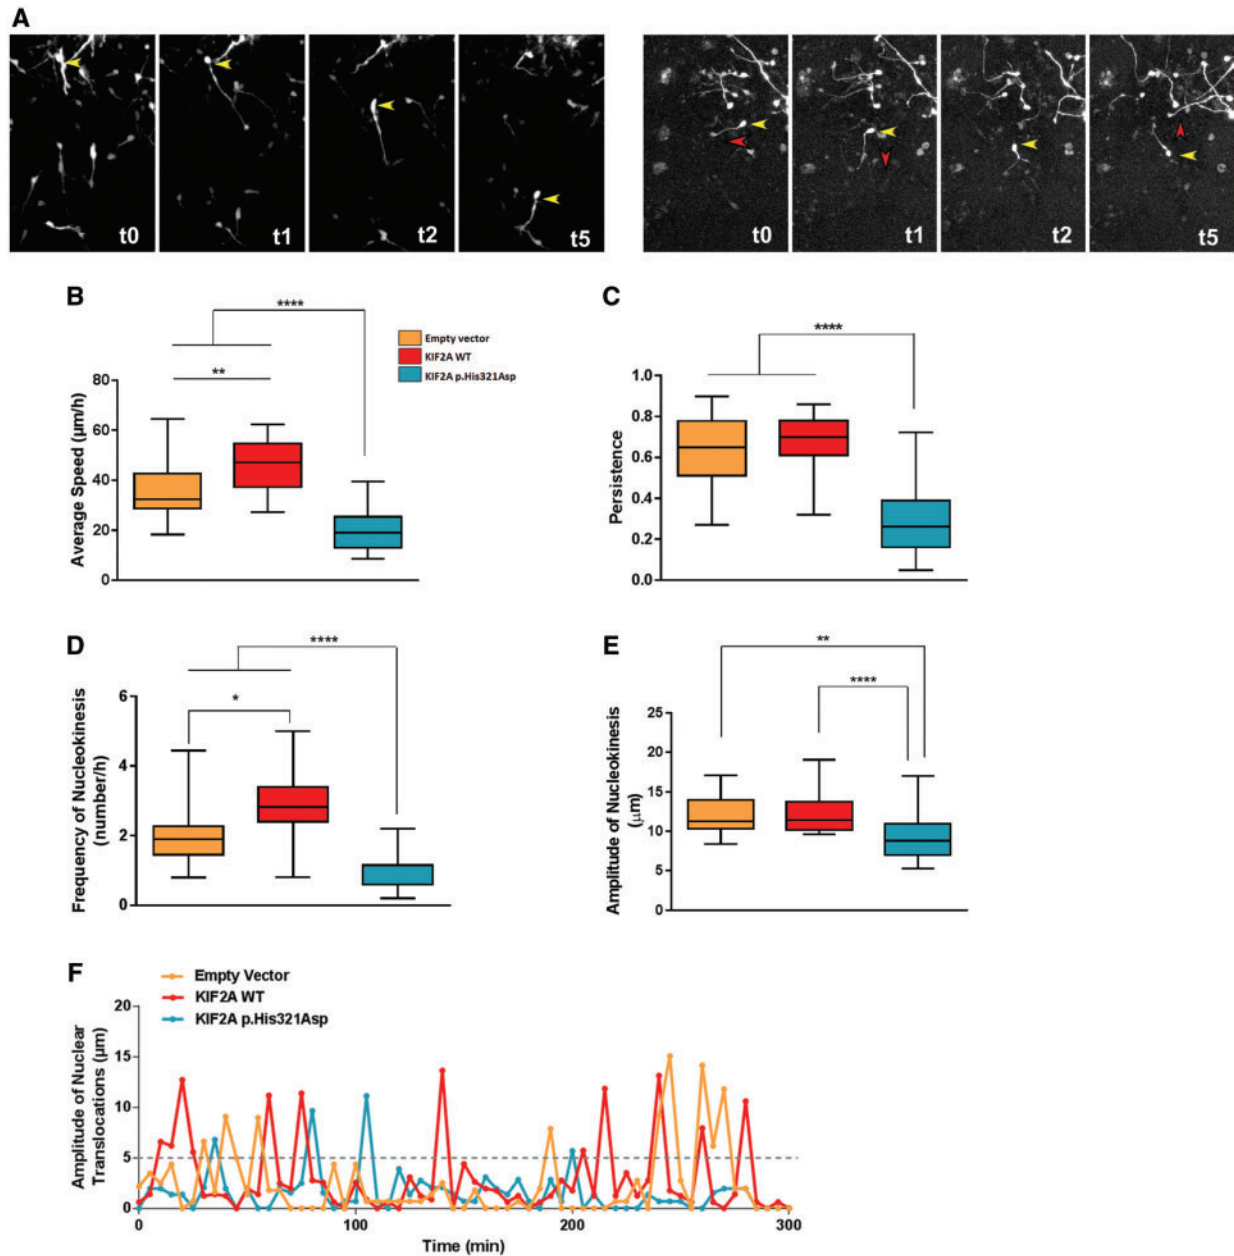 A
t0
t1
t2
t5
t0
t1
t2
t5
B
****
Empty vector
KIF2A WT
KIF2A p.His321Asp
**
Average Speed (µm/h)
80
60
40
20
0
C
****
Persistence
1.0
0.8
0.6
0.4
0.2
0.0
D
****
*
Frequency of Nucleokinesis
(number/h)
6
4
2
0
E
**
****
Amplitude of Nucleokinesis
(µm)
25
20
15
10
5
0
F
Empty Vector
KIF2A WT
KIF2A p.His321Asp
Amplitude of Nuclear
Translocations (µm)
20
15
10
5
0
0
100
200
300
Time (min)